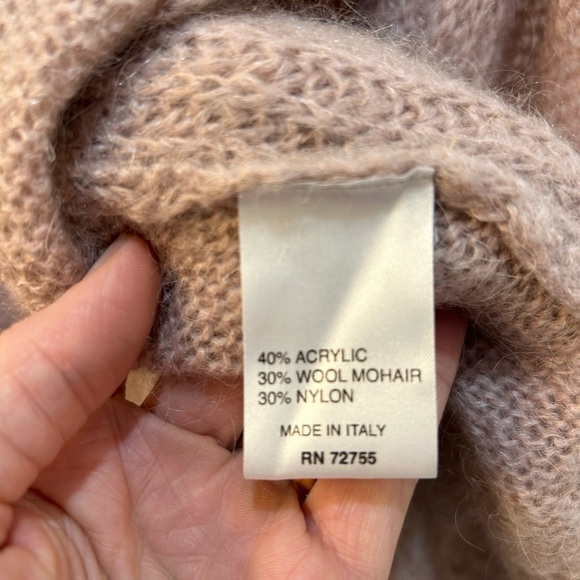 40% ACRYLIC
30% WOOL MOHAIR
30% NYLON
MADE IN ITALY
RN 72755